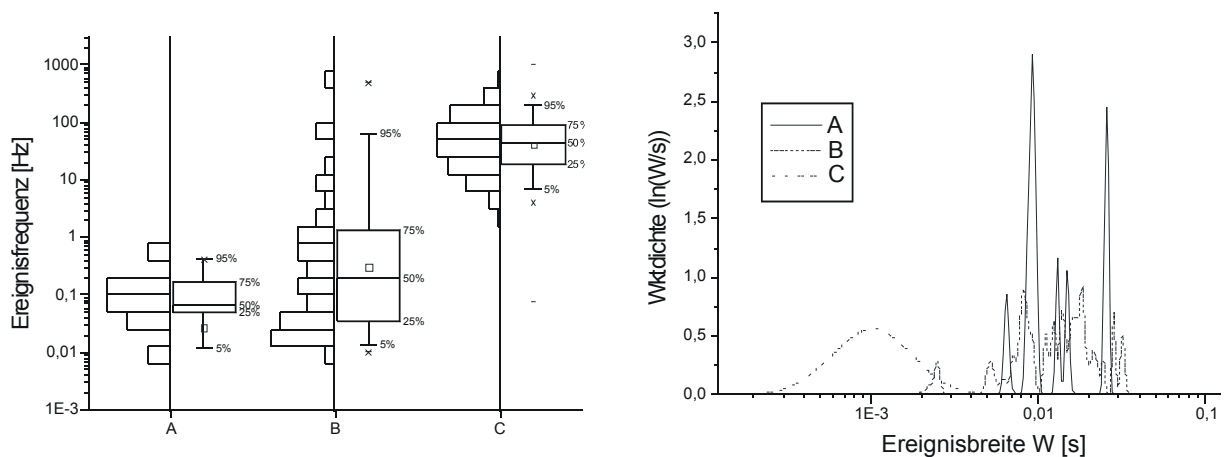 1000
100
10
1
0,1
0,01
1E-3
Ereignisfrequenz [Hz]
95%
75%
50%
25%
5%
95%
75%
50%
25%
5%
95%
75%
50%
25%
5%
A
B
C
3,0
2,5
2,0
1,5
1,0
0,5
0,0
Wktdichte (ln(W/s))
A
B
C
1E-3
0,01
0,1
Ereignisbreite W [s]